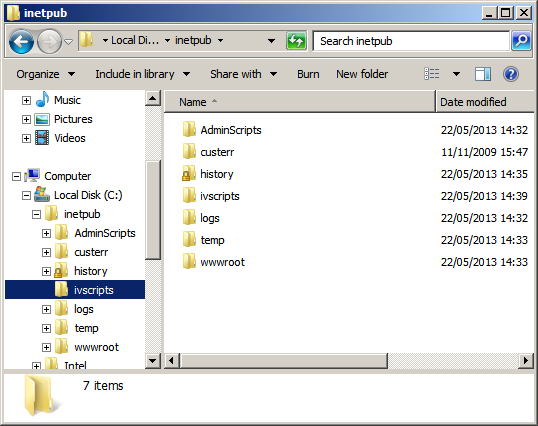 inetpub
Local Di... inetpub Search inetpub
Organize Include in library Share with Burn New folder
Music
Pictures
Videos
Computer
Local Disk (C:)
inetpub
AdminScripts
custerr
history
ivscripts
logs
temp
wwwroot
Intel
Name Date modified
AdminScripts 22/05/2013 14:32
custerr 11/11/2009 15:47
history 22/05/2013 14:35
ivscripts 22/05/2013 14:39
logs 22/05/2013 14:32
temp 22/05/2013 14:33
wwwroot 22/05/2013 14:33
7 items